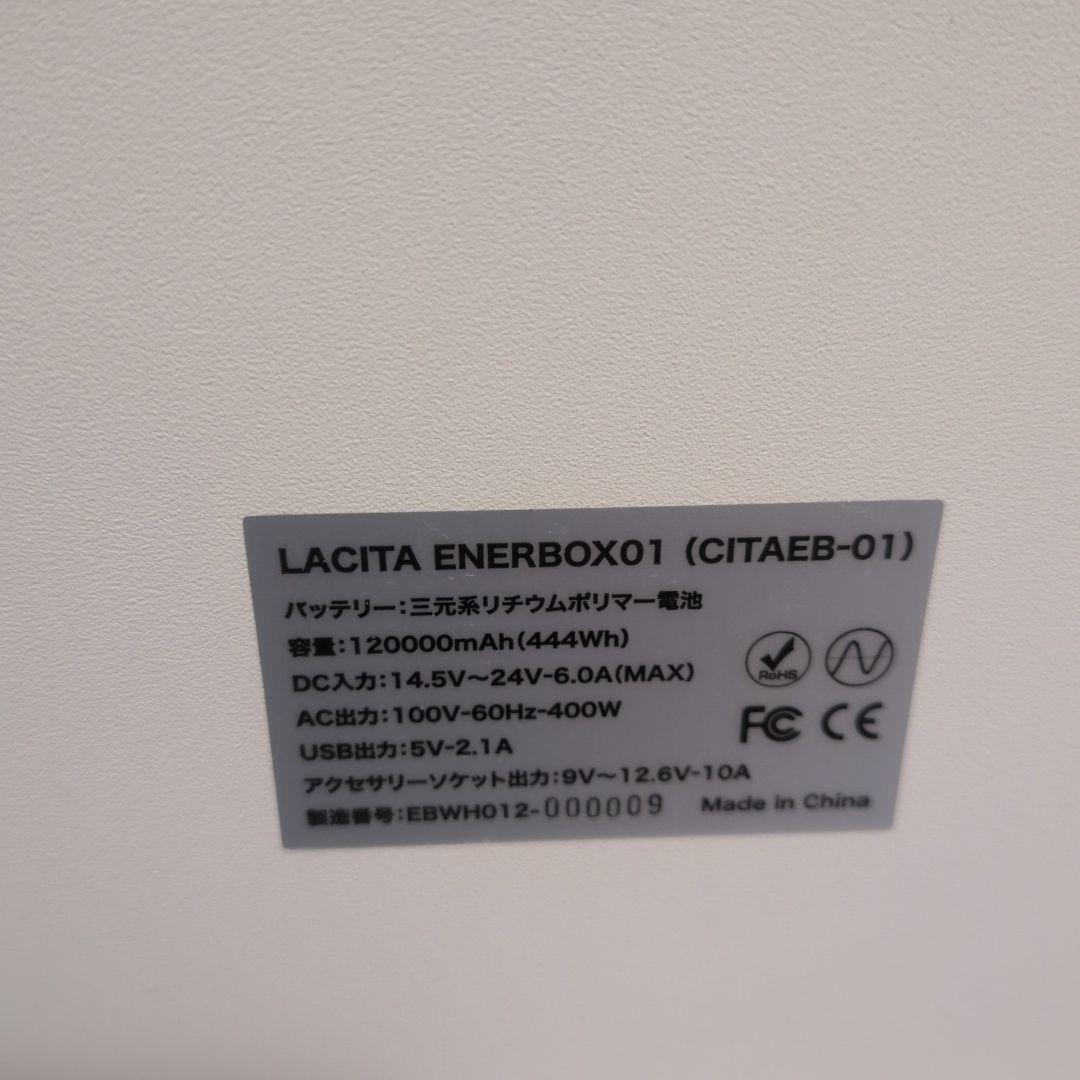 LACITA ENERBOX01 (CITAEB-01)
バッテリー:三元系リチウムポリマー電池
容量:120000mAh(444Wh)
DC入力:14.5V～24V-6.0A(MAX)
AC出力:100V-60Hz-400W
USB出力:5V-2.1A
アクセサリーソケット出力:9V～12.6V-10A
製造番号:EBWH012-000009 Made in China
RoHS
FC CE